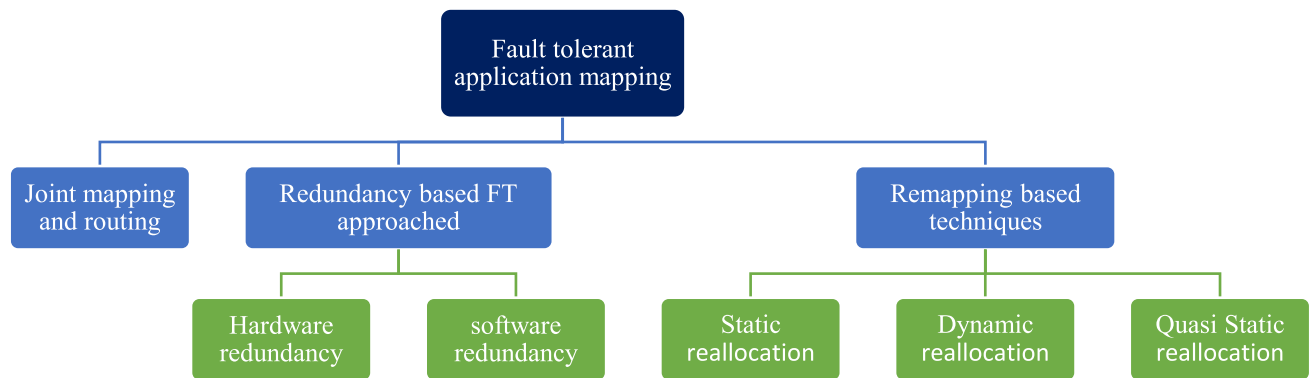 Fault tolerant
application mapping
Joint mapping
and routing
Redundancy based FT
approached
Remapping based
techniques
Hardware
redundancy
software
redundancy
Static
reallocation
Dynamic
reallocation
Quasi Static
reallocation